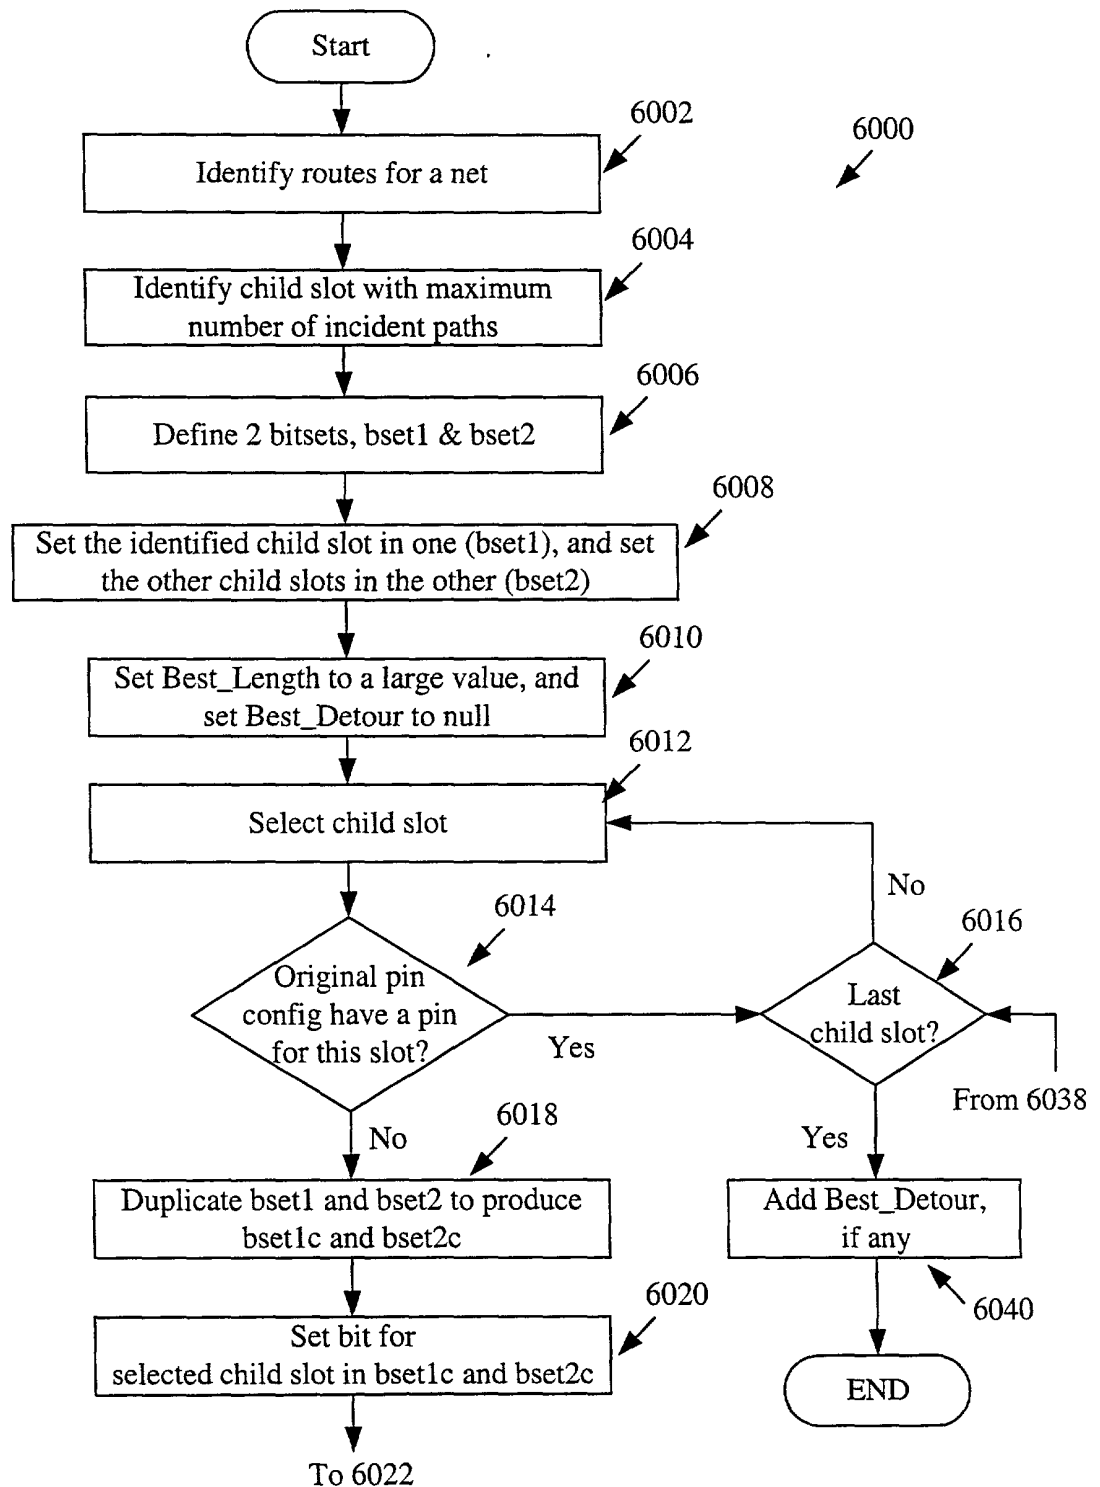 Start
6002
6000
Identify routes for a net
6004
Identify child slot with maximum
number of incident paths
6006
Define 2 bitsets, bset1 & bset2
6008
Set the identified child slot in one (bset1), and set
the other child slots in the other (bset2)
6010
Set Best_Length to a large value, and
set Best_Detour to null
6012
Select child slot
No
6014
6016
Original pin
config have a pin
for this slot?
Last
child slot?
Yes
From 6038
No
6018
Yes
Duplicate bset1 and bset2 to produce
bset1c and bset2c
Add Best_Detour,
if any
6020
6040
Set bit for
selected child slot in bset1c and bset2c
END
To 6022